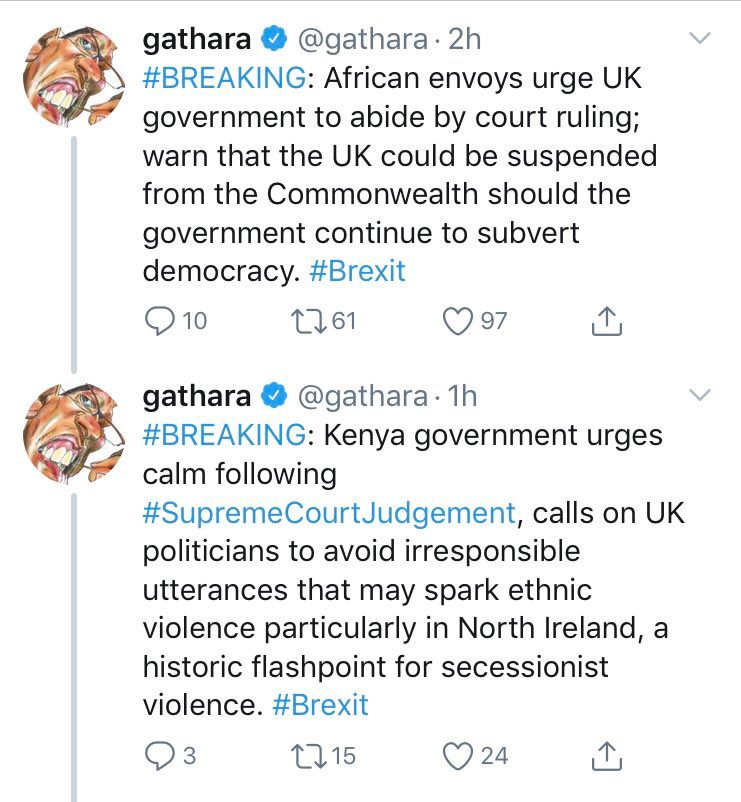 gathara @gathara · 2h
#BREAKING: African envoys urge UK
government to abide by court ruling;
warn that the UK could be suspended
from the Commonwealth should the
government continue to subvert
democracy. #Brexit
10 61 97
gathara @gathara · 1h
#BREAKING: Kenya government urges
calm following
#SupremeCourtJudgement, calls on UK
politicians to avoid irresponsible
utterances that may spark ethnic
violence particularly in North Ireland, a
historic flashpoint for secessionist
violence. #Brexit
3 15 24